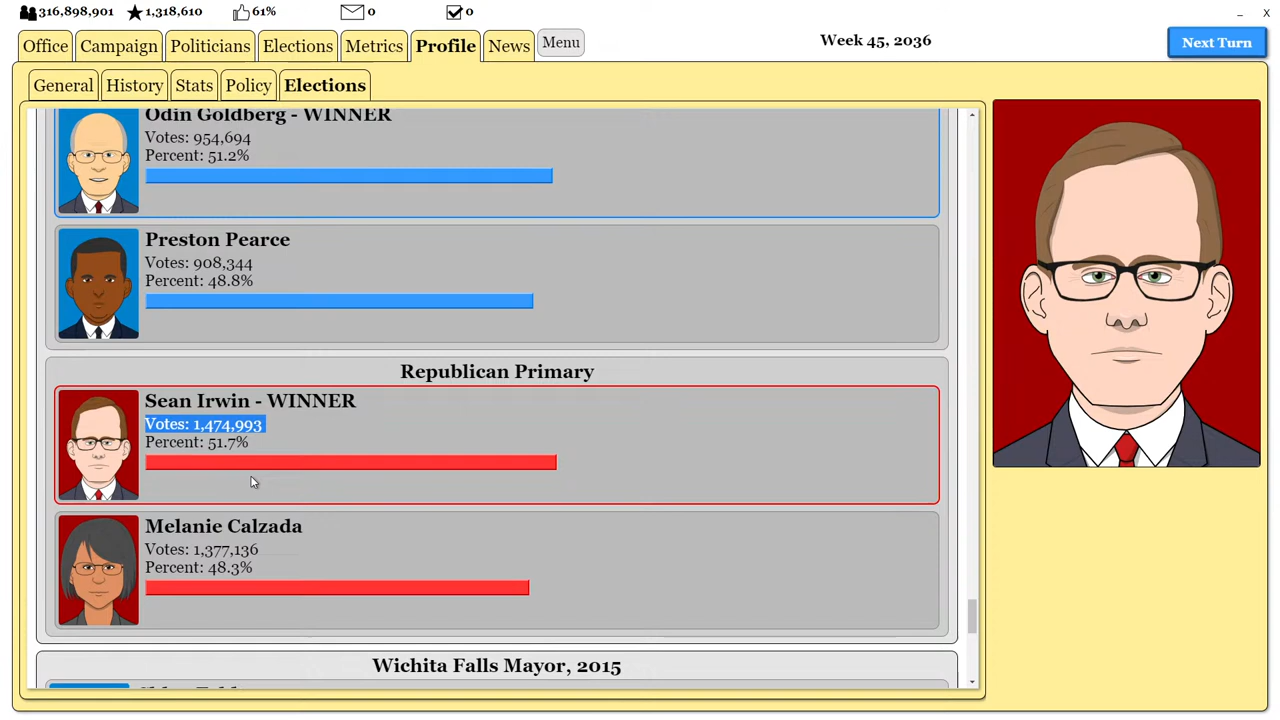 316,898,901 1,318,610 61% 0 0
_ X
Office Campaign Politicians Elections Metrics Profile News Menu
Week 45, 2036
Next Turn
General History Stats Policy Elections
Odin Goldberg - WINNER
Votes: 954,694
Percent: 51.2%
Preston Pearce
Votes: 908,344
Percent: 48.8%
Republican Primary
Sean Irwin - WINNER
Votes: 1,474,993
Percent: 51.7%
Melanie Calzada
Votes: 1,377,136
Percent: 48.3%
Wichita Falls Mayor, 2015